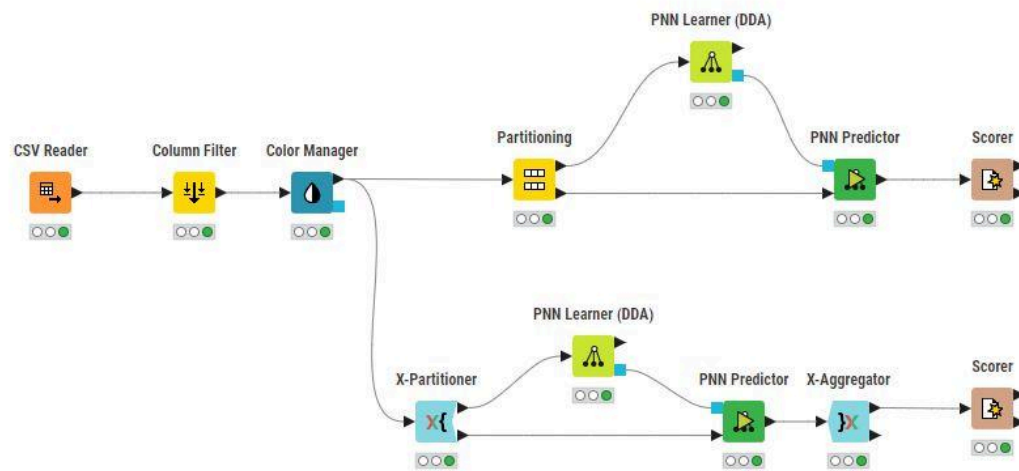 PNN Learner (DDA)
Partitioning
PNN Predictor
Scorer
CSV Reader
Column Filter
Color Manager
PNN Learner (DDA)
X-Partitioner
PNN Predictor
X-Aggregator
Scorer
X{
}X